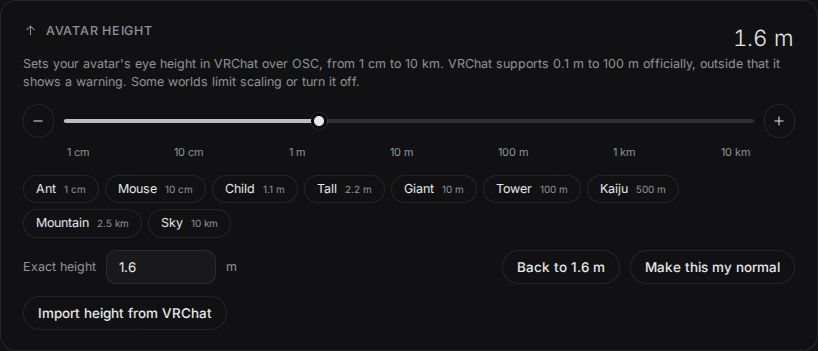 ↑ AVATAR HEIGHT
1.6 m
Sets your avatar's eye height in VRChat over OSC, from 1 cm to 10 km. VRChat supports 0.1 m to 100 m officially, outside that it
shows a warning. Some worlds limit scaling or turn it off.
− +
1 cm 10 cm 1 m 10 m 100 m 1 km 10 km
Ant 1 cm Mouse 10 cm Child 1.1 m Tall 2.2 m Giant 10 m Tower 100 m Kaiju 500 m
Mountain 2.5 km Sky 10 km
Exact height 1.6 m Back to 1.6 m Make this my normal
Import height from VRChat